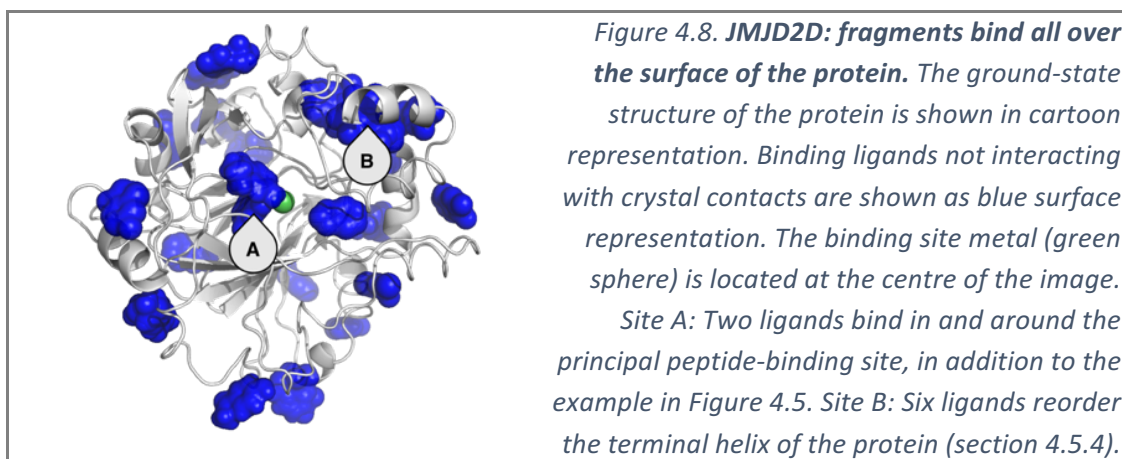 Figure 4.8. JMJD2D: fragments bind all over
the surface of the protein. The ground-state
structure of the protein is shown in cartoon
representation. Binding ligands not interacting
with crystal contacts are shown as blue surface
representation. The binding site metal (green
sphere) is located at the centre of the image.
Site A: Two ligands bind in and around the
principal peptide-binding site, in addition to the
example in Figure 4.5. Site B: Six ligands reorder
the terminal helix of the protein (section 4.5.4).
B
A